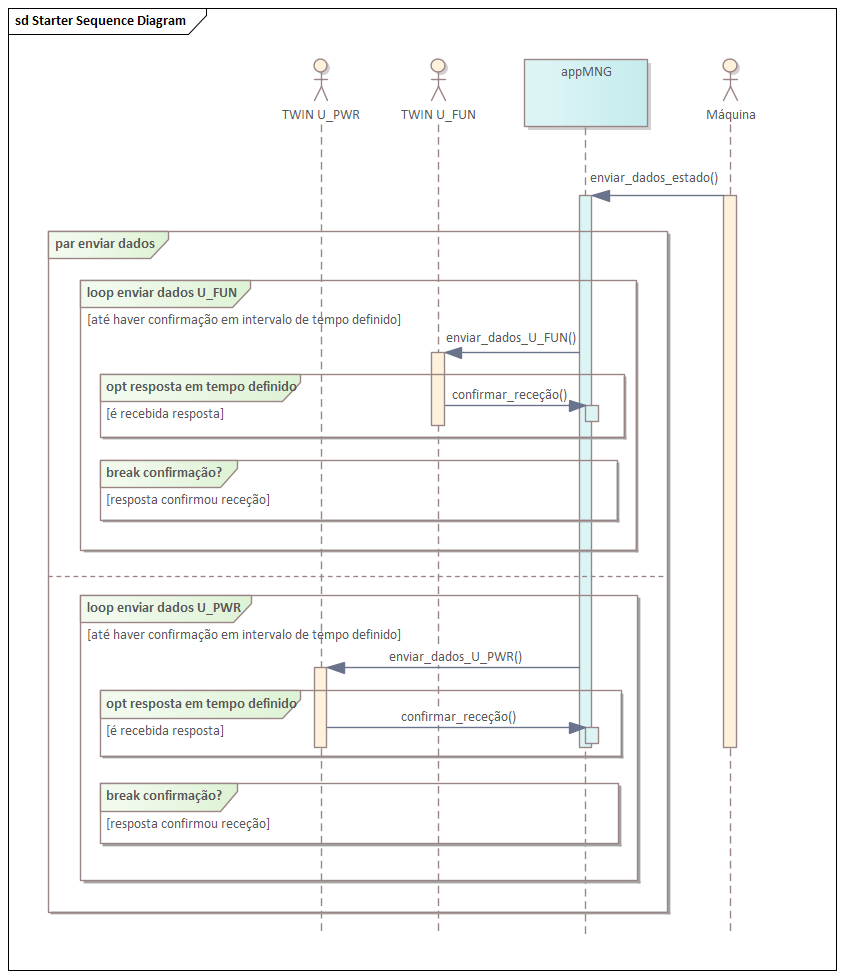 sd Starter Sequence Diagram
TWIN U_PWR
TWIN U_FUN
appMNG
Máquina
enviar_dados_estado()
par enviar dados
loop enviar dados U_FUN
[até haver confirmação em intervalo de tempo definido]
enviar_dados_U_FUN()
opt resposta em tempo definido
confirmar_receção()
[é recebida resposta]
break confirmação?
[resposta confirmou receção]
loop enviar dados U_PWR
[até haver confirmação em intervalo de tempo definido]
enviar_dados_U_PWR()
opt resposta em tempo definido
confirmar_receção()
[é recebida resposta]
break confirmação?
[resposta confirmou receção]